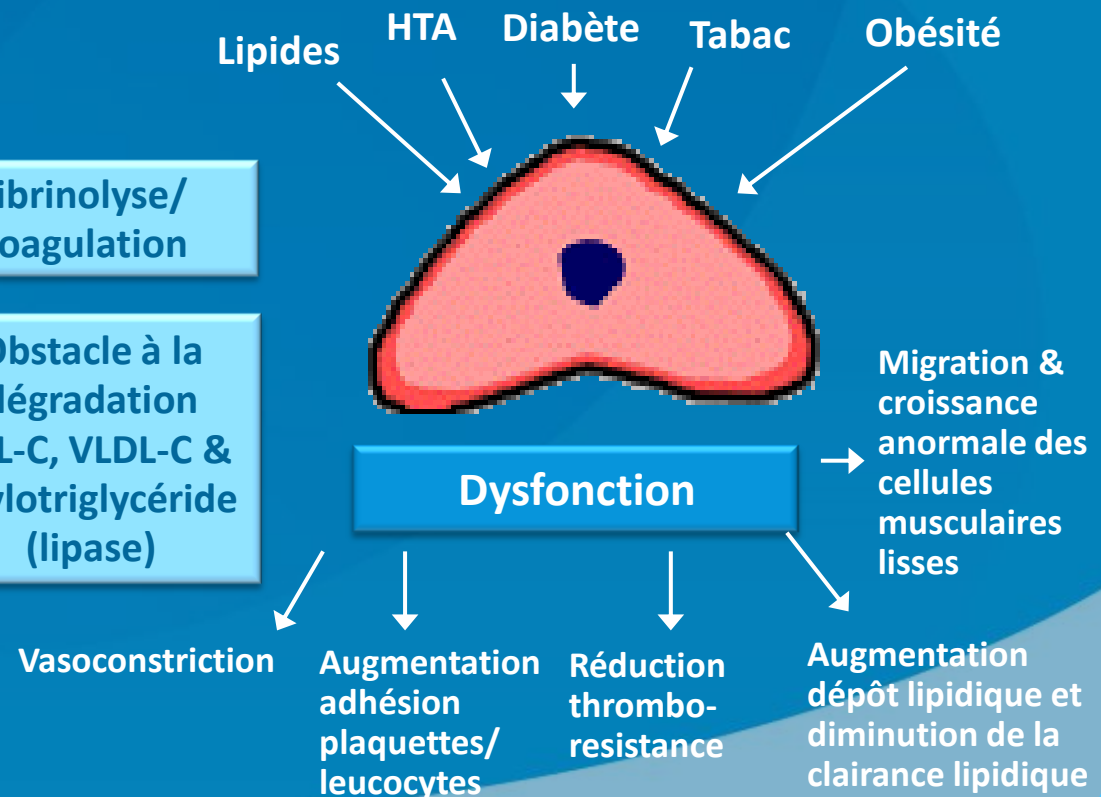 Lipides
HTA
Diabète
Tabac
Obésité
ibrinolyse/
oagulation
bstacle à la
égradation
L-C, VLDL-C &
ylotriglycéride
(lipase)
Dysfonction
Migration &
croissance
anormale des
cellules
musculaires
lisses
Vasoconstriction
Augmentation
adhésion
plaquettes/
leucocytes
Réduction
thrombo-
resistance
Augmentation
dépôt lipidique et
diminution de la
clairance lipidique